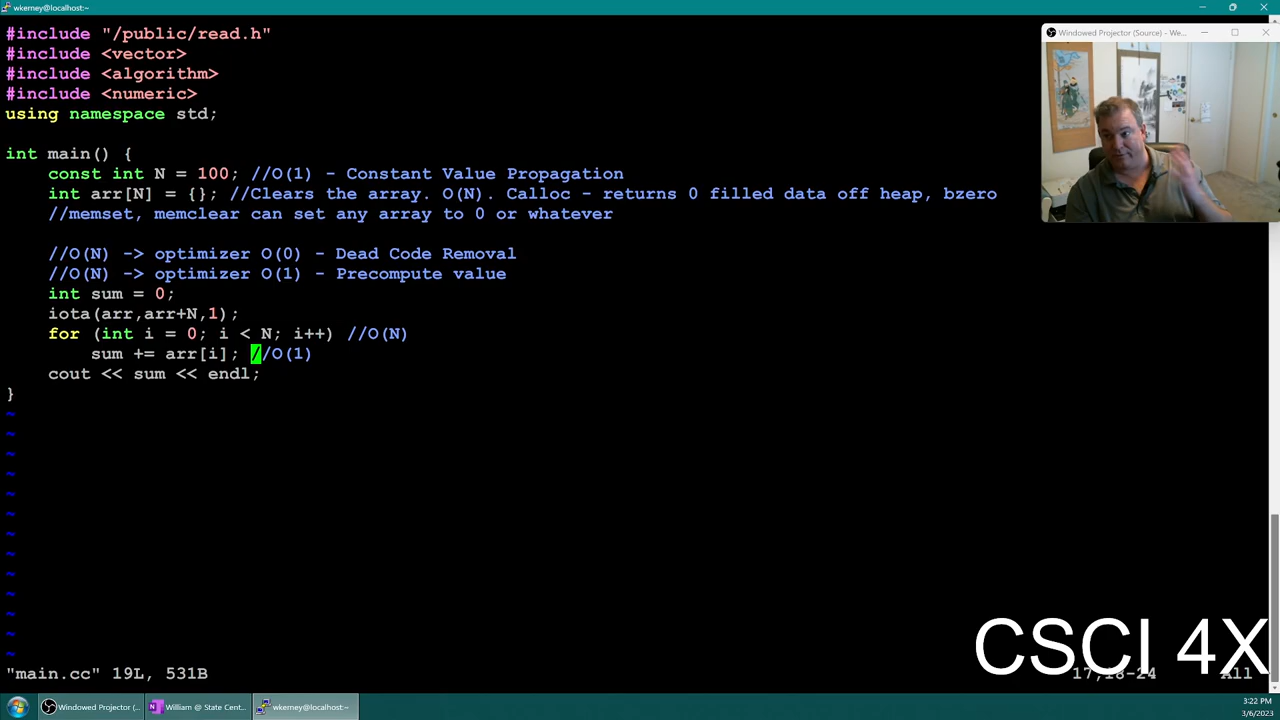 wkerney@localhost:~
#include "/public/read.h"
#include <vector>
#include <algorithm>
#include <numeric>
using namespace std;
int main() {
const int N = 100; //O(1) - Constant Value Propagation
int arr[N] = {}; //Clears the array. O(N). Calloc - returns 0 filled data off heap, bzero
//memset, memclear can set any array to 0 or whatever
//O(N) -> optimizer O(0) - Dead Code Removal
//O(N) -> optimizer O(1) - Precompute value
int sum = 0;
iota(arr,arr+N,1);
for (int i = 0; i < N; i++) //O(N)
sum += arr[i]; //O(1)
cout << sum << endl;
}
~
~
~
~
~
~
~
~
~
~
~
~
~
"main.cc" 19L, 531B
17,18-24
All
Windowed Projector (Source) - We...
CSCI 4X
Windowed Projector (...
William @ State Cent...
wkerney@localhost:~
3:22 PM
3/6/2023